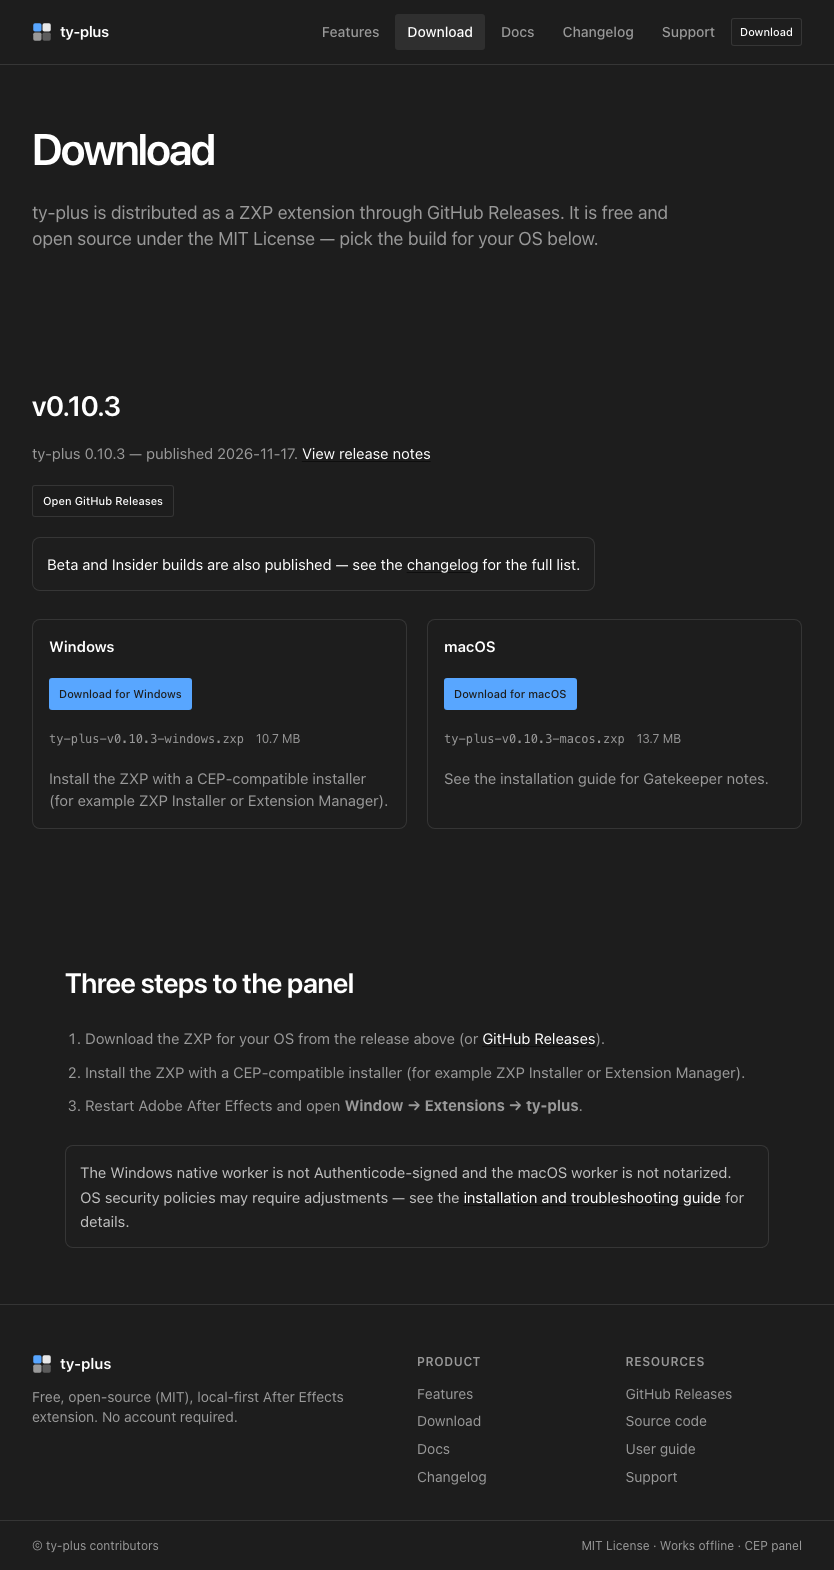 ty-plus
Features
Download
Docs
Changelog
Support
Download
Download
ty-plus is distributed as a ZXP extension through GitHub Releases. It is free and
open source under the MIT License — pick the build for your OS below.
v0.10.3
ty-plus 0.10.3 — published 2026-11-17. View release notes
Open GitHub Releases
Beta and Insider builds are also published — see the changelog for the full list.
Windows
Download for Windows
ty-plus-v0.10.3-windows.zxp 10.7 MB
Install the ZXP with a CEP-compatible installer
(for example ZXP Installer or Extension Manager).
macOS
Download for macOS
ty-plus-v0.10.3-macos.zxp 13.7 MB
See the installation guide for Gatekeeper notes.
Three steps to the panel
1. Download the ZXP for your OS from the release above (or GitHub Releases).
2. Install the ZXP with a CEP-compatible installer (for example ZXP Installer or Extension Manager).
3. Restart Adobe After Effects and open Window → Extensions → ty-plus.
The Windows native worker is not Authenticode-signed and the macOS worker is not notarized.
OS security policies may require adjustments — see the installation and troubleshooting guide for
details.
ty-plus
Free, open-source (MIT), local-first After Effects
extension. No account required.
PRODUCT
Features
Download
Docs
Changelog
RESOURCES
GitHub Releases
Source code
User guide
Support
© ty-plus contributors
MIT License · Works offline · CEP panel